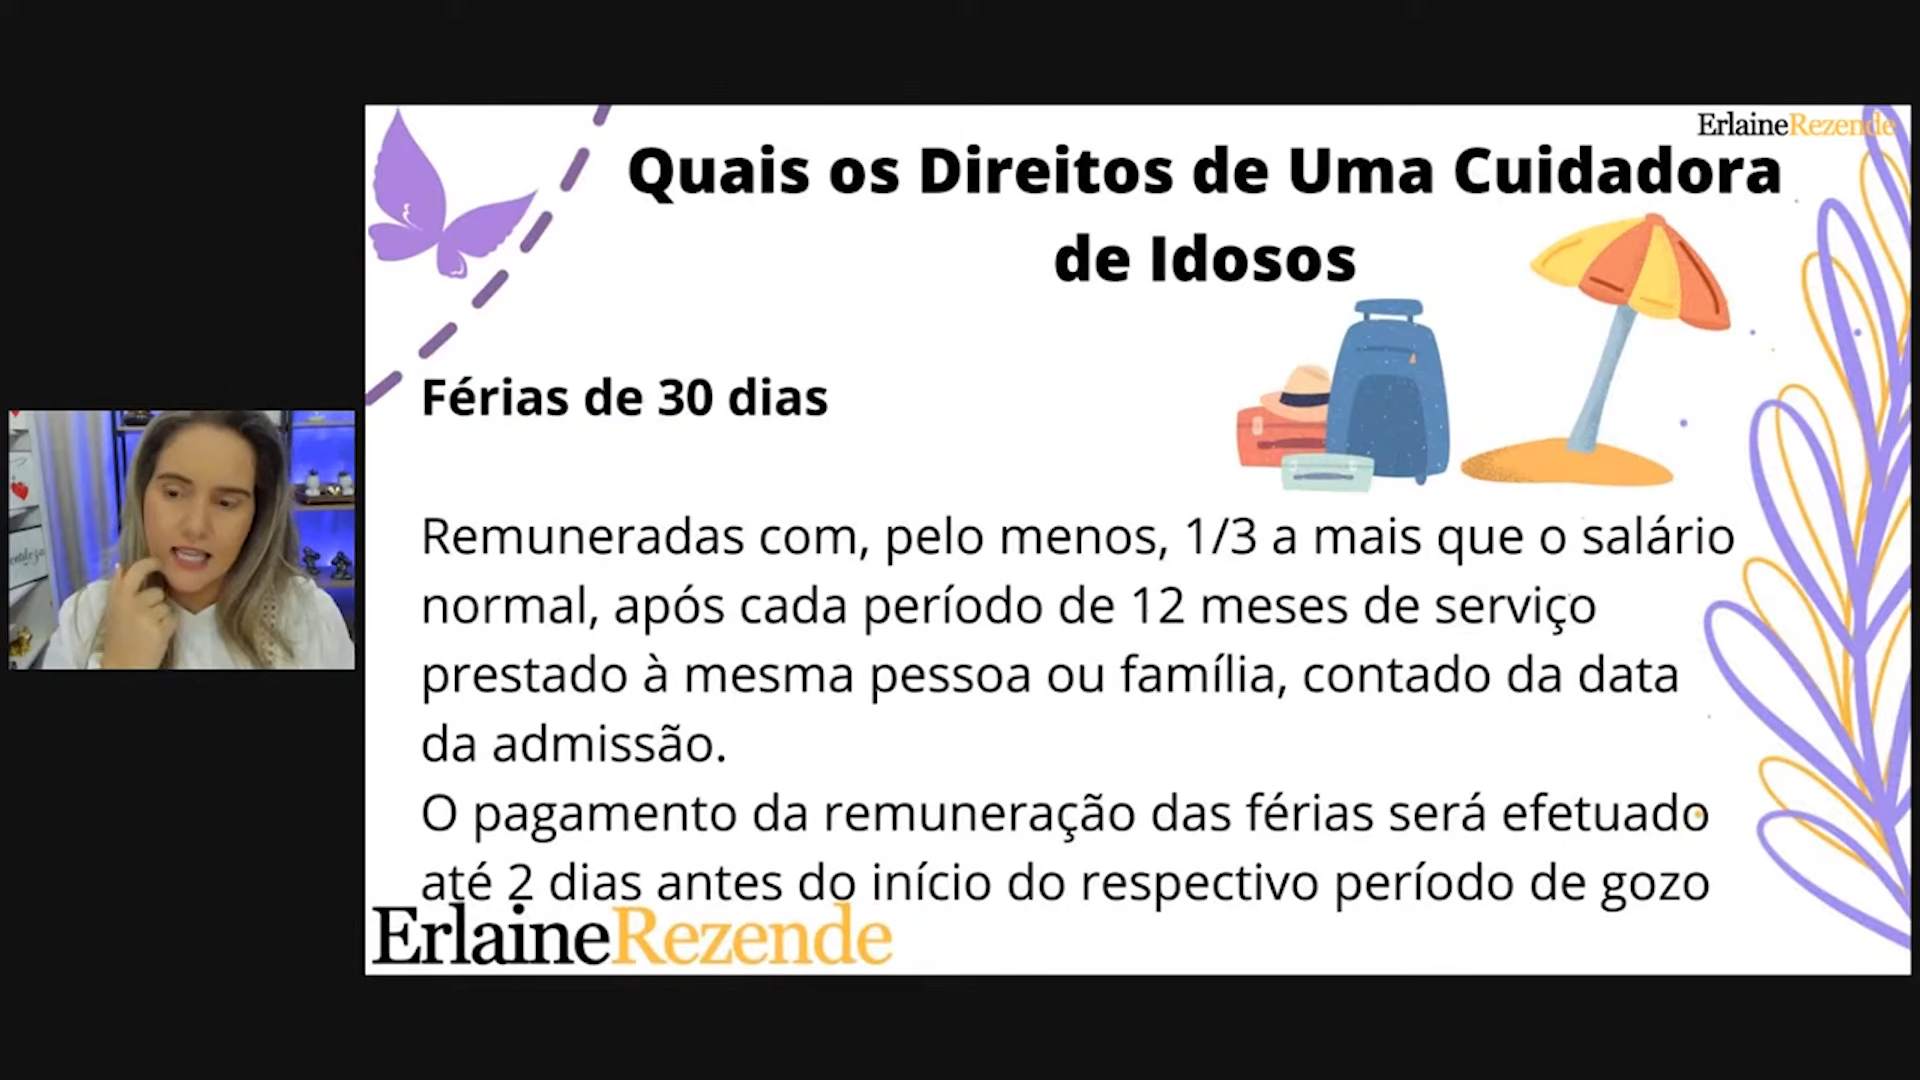 ErlaineRezende
Quais os Direitos de Uma Cuidadora
de Idosos
Férias de 30 dias
Remuneradas com, pelo menos, 1/3 a mais que o salário
normal, após cada período de 12 meses de serviço
prestado à mesma pessoa ou família, contado da data
da admissão.
O pagamento da remuneração das férias será efetuado
até 2 dias antes do início do respectivo período de gozo
ErlaineRezende